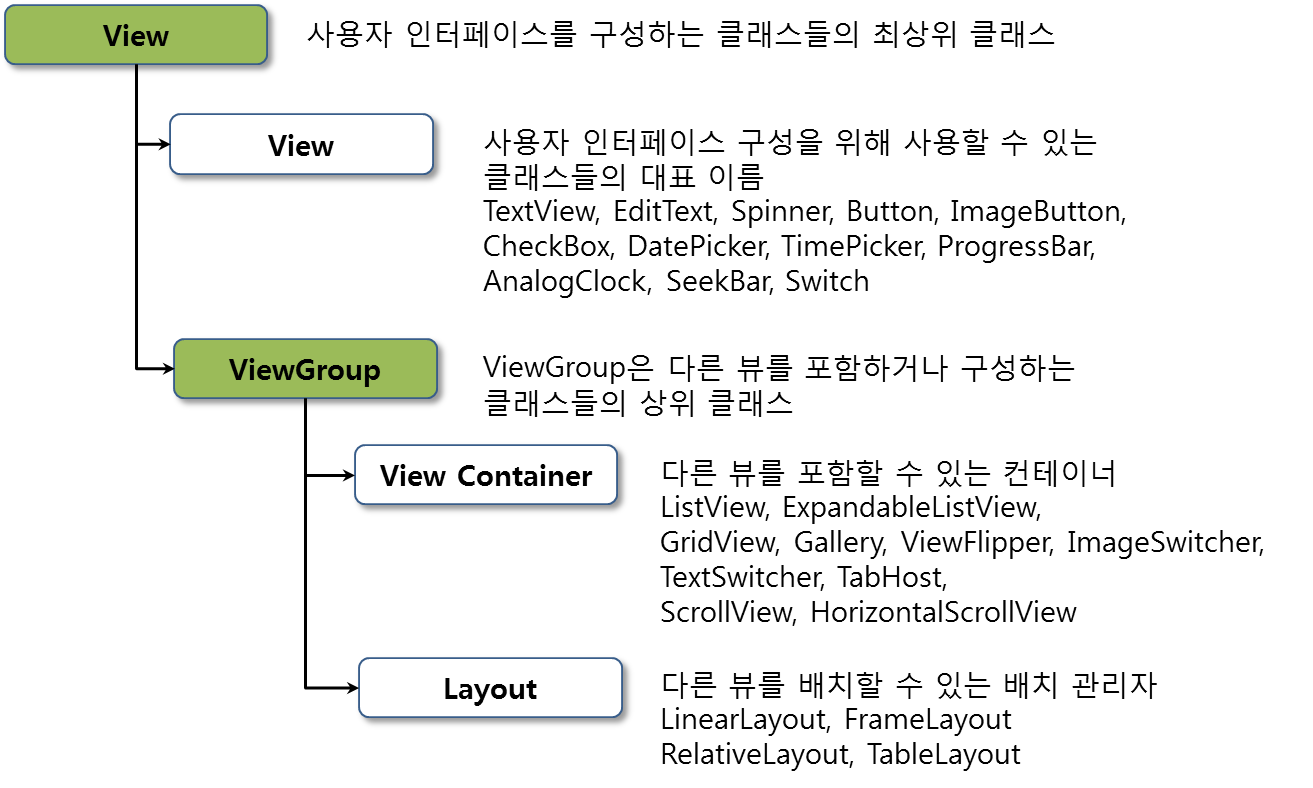 View
사용자 인터페이스를 구성하는 클래스들의 최상위 클래스
View
사용자 인터페이스 구성을 위해 사용할 수 있는
클래스들의 대표 이름
TextView, EditText, Spinner, Button, ImageButton,
CheckBox, DatePicker, TimePicker, ProgressBar,
AnalogClock, SeekBar, Switch
ViewGroup
ViewGroup은 다른 뷰를 포함하거나 구성하는
클래스들의 상위 클래스
View Container
다른 뷰를 포함할 수 있는 컨테이너
ListView, ExpandableListView,
GridView, Gallery, ViewFlipper, ImageSwitcher,
TextSwitcher, TabHost,
ScrollView, HorizontalScrollView
Layout
다른 뷰를 배치할 수 있는 배치 관리자
LinearLayout, FrameLayout
RelativeLayout, TableLayout